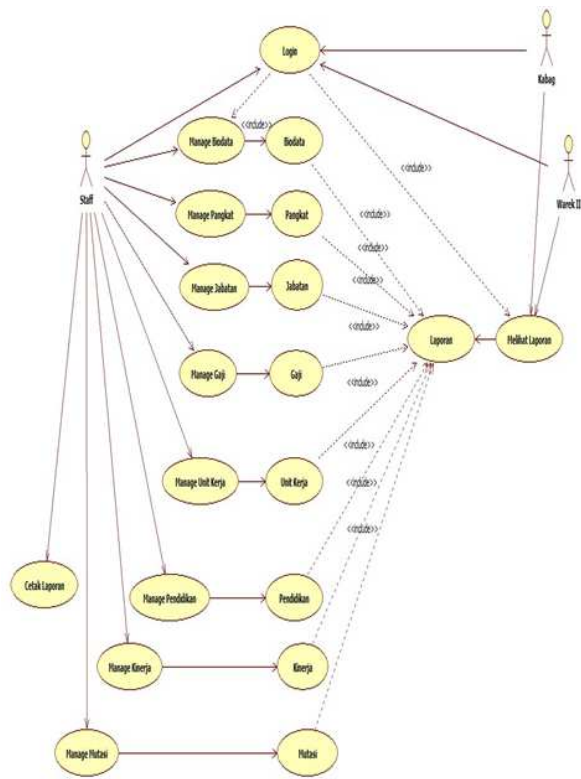 Login
Kabag
<<include>>
Manage Biodata
Biodata
<<include>>
Staff
Warek II
Manage Pangkat
Pangkat
<<include>>
<<include>>
Manage Jabatan
Jabatan
<<include>>
Laporan
Melihat Laporan
Manage Gaji
Gaji
<<include>>
<<include>>
Manage Unit Kerja
Unit Kerja
<<include>>
<<include>>
Cetak Laporan
Manage Pendidikan
Pendidikan
Manage Kinerja
Kinerja
Manage Mutasi
Mutasi